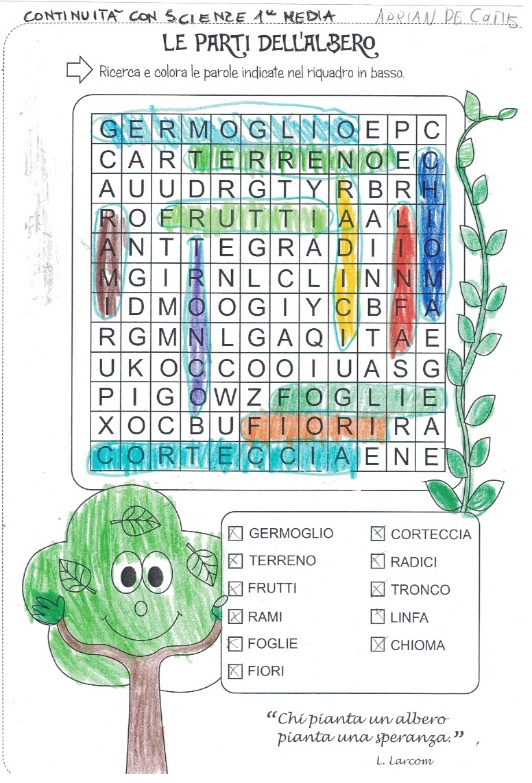 CONTINUITÀ CON SCIENZE 1ª MEDIA ADRIAN DE
LE PARTI DELL'ALBERO
Ricerca e colora le parole indicate nel riquadro in basso.
G E R M O G L I O E P C
C A R T E R R E N O E C
A U U D R G T Y R B R H
R O F R U T T I A A L I
A N T T E G R A D I I O
M G I R N L C L I N N M
I D M O O G I Y C B F A
R G M N L G A Q I T A E
U K O C C O O I U A S G
P I G O W Z F O G L I E
X O C B U F I O R I R A
C O R T E C C I A E N E
GERMOGLIO
TERRENO
FRUTTI
RAMI
FOGLIE
FIORI
CORTECCIA
RADICI
TRONCO
LINFA
CHIOMA
“Chi pianta un albero
pianta una speranza.”
L. Larcom